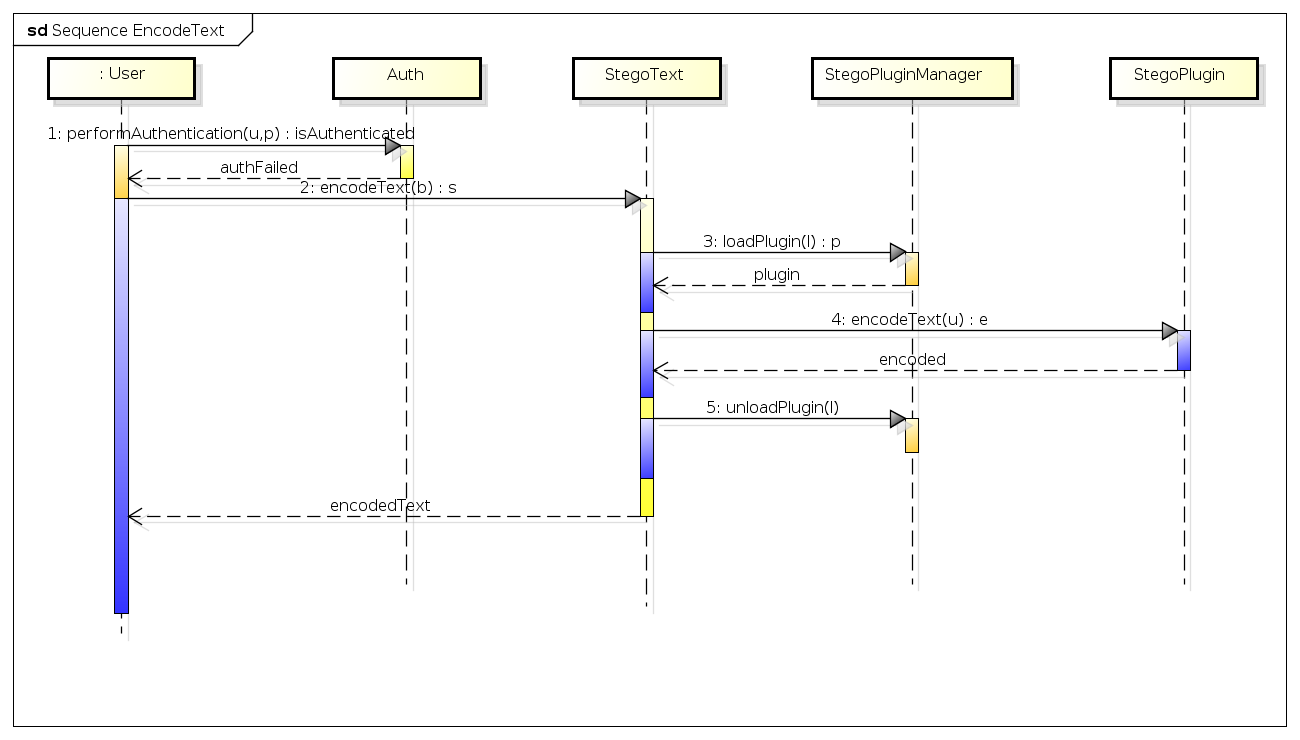 sd Sequence EncodeText
: User
Auth
StegoText
StegoPluginManager
StegoPlugin
1: performAuthentication(u,p) : isAuthenticated
authFailed
2: encodeText(b) : s
3: loadPlugin(l) : p
plugin
4: encodeText(u) : e
encoded
5: unloadPlugin(l)
encodedText